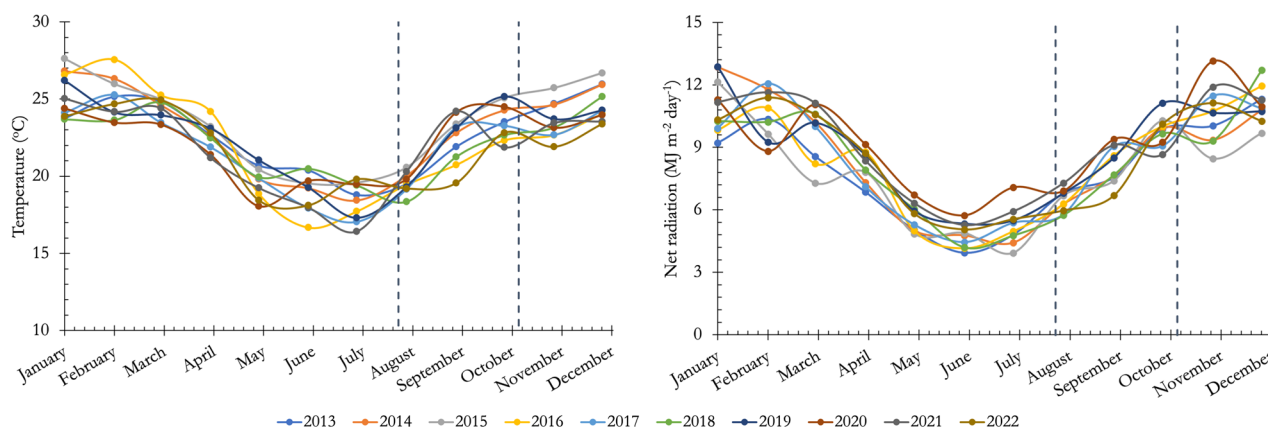 30
25
20
15
10
Temperature (ºC)
January
February
March
April
May
June
July
August
September
October
November
December
15
12
9
6
3
0
Net radiation (MJ m⁻² day⁻¹)
January
February
March
April
May
June
July
August
September
October
November
December
2013 2014 2015 2016 2017 2018 2019 2020 2021 2022